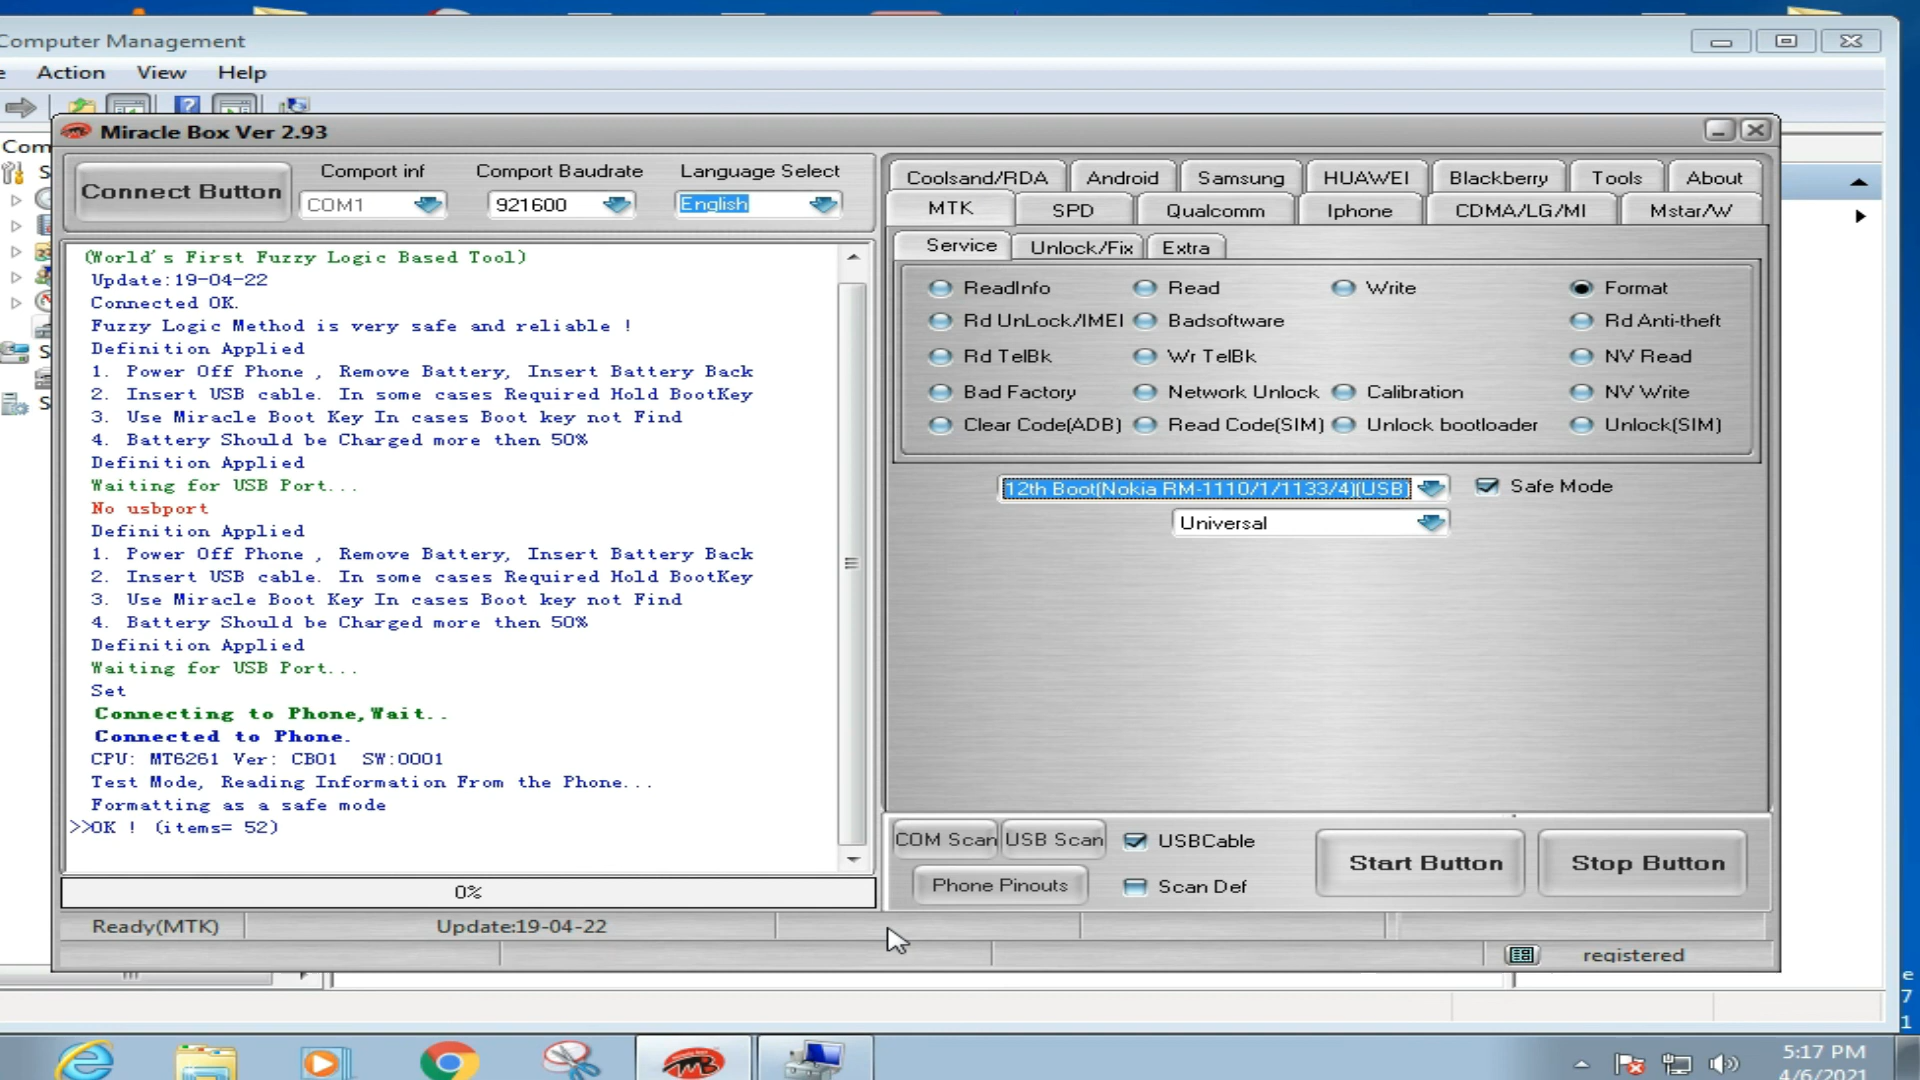 Computer Management
Action View Help
Com
Miracle Box Ver 2.93
Connect Button
Comport inf
COM1
Comport Baudrate
921600
Language Select
English
(World's First Fuzzy Logic Based Tool)
Update:19-04-22
Connected OK.
Fuzzy Logic Method is very safe and reliable !
Definition Applied
1. Power Off Phone , Remove Battery, Insert Battery Back
2. Insert USB cable. In some cases Required Hold BootKey
3. Use Miracle Boot Key In cases Boot key not Find
4. Battery Should be Charged more then 50%
Definition Applied
Waiting for USB Port...
No usbport
Definition Applied
1. Power Off Phone , Remove Battery, Insert Battery Back
2. Insert USB cable. In some cases Required Hold BootKey
3. Use Miracle Boot Key In cases Boot key not Find
4. Battery Should be Charged more then 50%
Definition Applied
Waiting for USB Port...
Set
Connecting to Phone,Wait..
Connected to Phone.
CPU: MT6261 Ver: CB01 SW:0001
Test Mode, Reading Information From the Phone...
Formatting as a safe mode
>>OK ! (items= 52)
0%
Ready(MTK) Update:19-04-22
Coolsand/RDA Android Samsung HUAWEI Blackberry Tools About
MTK SPD Qualcomm Iphone CDMA/LG/MI Mstar/W
Service Unlock/Fix Extra
ReadInfo Read Write Format
Rd UnLock/IMEI Badsoftware Rd Anti-theft
Rd TelBk Wr TelBk NV Read
Bad Factory Network Unlock Calibration NV Write
Clear Code(ADB) Read Code(SIM) Unlock bootloader Unlock(SIM)
12th Boot(Nokia RM-1110/1/1133/4)(USB) Safe Mode
Universal
COM Scan USB Scan USBCable
Phone Pinouts Scan Def
Start Button Stop Button
registered
5:17 PM
4/6/2021